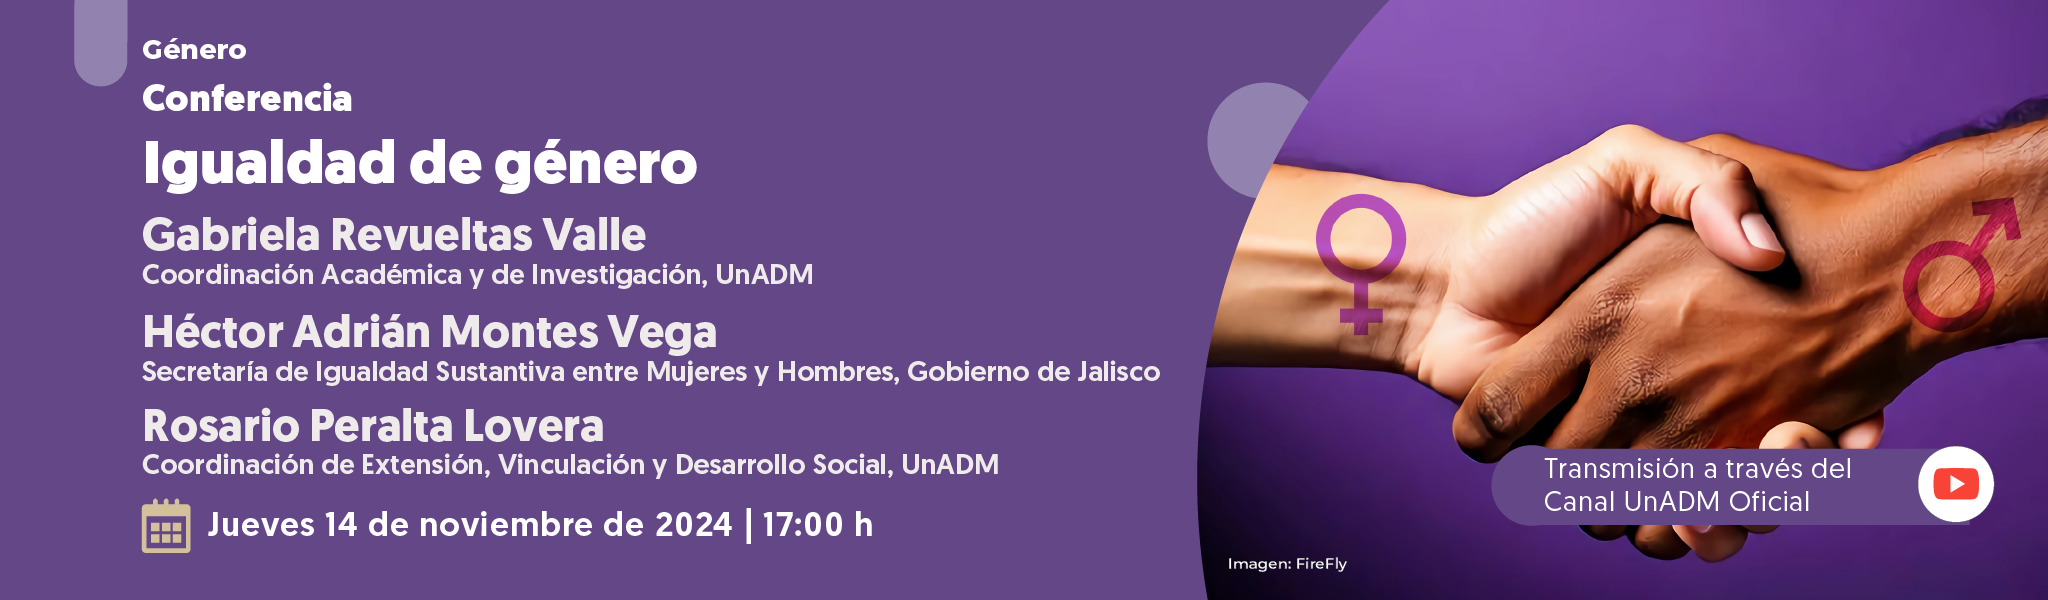 Género
Conferencia
Igualdad de género
Gabriela Revueltas Valle
Coordinación Académica y de Investigación, UnADM
Héctor Adrián Montes Vega
Secretaría de Igualdad Sustantiva entre Mujeres y Hombres, Gobierno de Jalisco
Rosario Peralta Lovera
Coordinación de Extensión, Vinculación y Desarrollo Social, UnADM
Jueves 14 de noviembre de 2024 | 17:00 h
Transmisión a través del
Canal UnADM Oficial
Imagen: FireFly